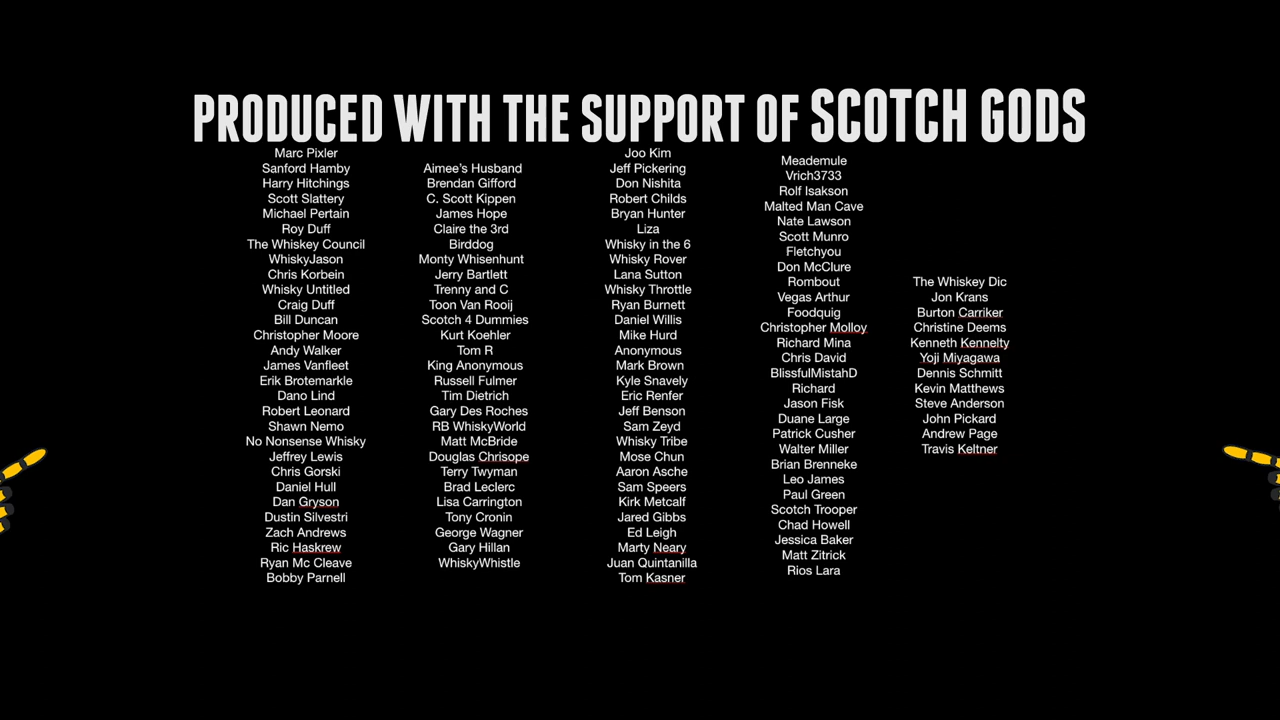 PRODUCED WITH THE SUPPORT OF SCOTCH GODS
Marc Pixler
Sanford Hamby
Harry Hitchings
Scott Slattery
Michael Pertain
Roy Duff
The Whiskey Council
WhiskyJason
Chris Korbein
Whisky Untitled
Craig Duff
Bill Duncan
Christopher Moore
Andy Walker
James Vanfleet
Erik Brotemarkle
Dano Lind
Robert Leonard
Shawn Nemo
No Nonsense Whisky
Jeffrey Lewis
Chris Gorski
Daniel Hull
Dan Gryson
Dustin Silvestri
Zach Andrews
Ric Haskrew
Ryan Mc Cleave
Bobby Parnell
Aimee's Husband
Brendan Gifford
C. Scott Kippen
James Hope
Claire the 3rd
Birddog
Monty Whisenhunt
Jerry Bartlett
Trenny and C
Toon Van Rooij
Scotch 4 Dummies
Kurt Koehler
Tom R
King Anonymous
Russell Fulmer
Tim Dietrich
Gary Des Roches
RB WhiskyWorld
Matt McBride
Douglas Chrisope
Terry Twyman
Brad Leclerc
Lisa Carrington
Tony Cronin
George Wagner
Gary Hillan
WhiskyWhistle
Joo Kim
Jeff Pickering
Don Nishita
Robert Childs
Bryan Hunter
Liza
Whisky in the 6
Whisky Rover
Lana Sutton
Whisky Throttle
Ryan Burnett
Daniel Willis
Mike Hurd
Anonymous
Mark Brown
Kyle Snavely
Eric Renfer
Jeff Benson
Sam Zeyd
Whisky Tribe
Mose Chun
Aaron Asche
Sam Speers
Kirk Metcalf
Jared Gibbs
Ed Leigh
Marty Neary
Juan Quintanilla
Tom Kasner
Meademule
Vrich3733
Rolf Isakson
Malted Man Cave
Nate Lawson
Scott Munro
Fletchyou
Don McClure
Rombout
Vegas Arthur
Foodquig
Christopher Molloy
Richard Mina
Chris David
BlissfulMistahD
Richard
Jason Fisk
Duane Large
Patrick Cusher
Walter Miller
Brian Brenneke
Leo James
Paul Green
Scotch Trooper
Chad Howell
Jessica Baker
Matt Zitrick
Rios Lara
The Whiskey Dic
Jon Krans
Burton Carriker
Christine Deems
Kenneth Kennelty
Yoji Miyagawa
Dennis Schmitt
Kevin Matthews
Steve Anderson
John Pickard
Andrew Page
Travis Keltner